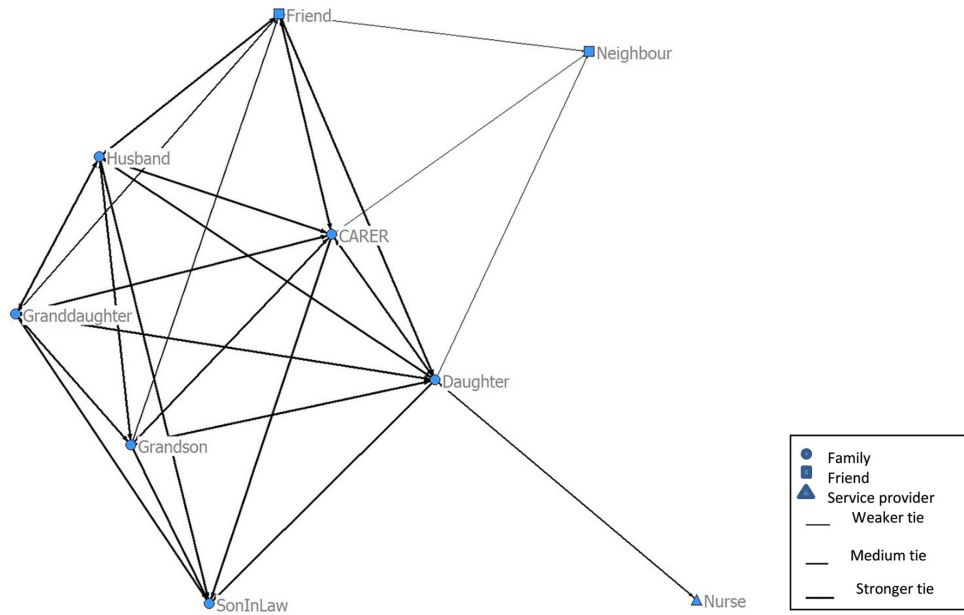 Friend
Neighbour
Husband
CARER
Granddaughter
Daughter
Grandson
SonInLaw
Nurse
Family
Friend
Service provider
Weaker tie
Medium tie
Stronger tie